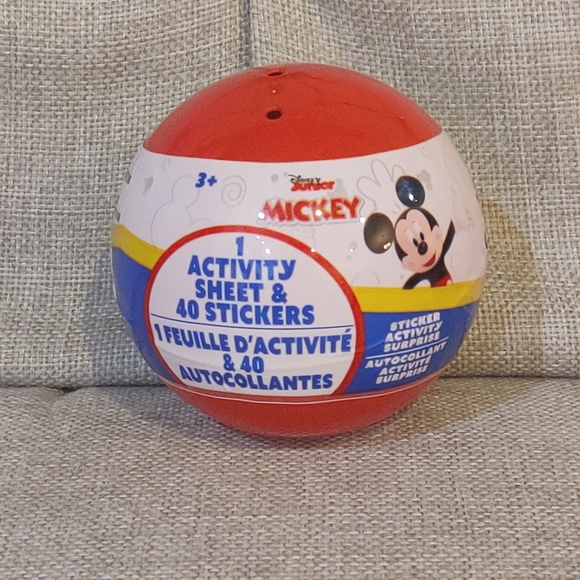 3+
Disney
Junior
MICKEY
1
ACTIVITY
SHEET &
40 STICKERS
1 FEUILLE D'ACTIVITÉ
& 40
AUTOCOLLANTES
STICKER
ACTIVITY
SURPRISE
AUTOCOLLANT
ACTIVITÉ
SURPRISE